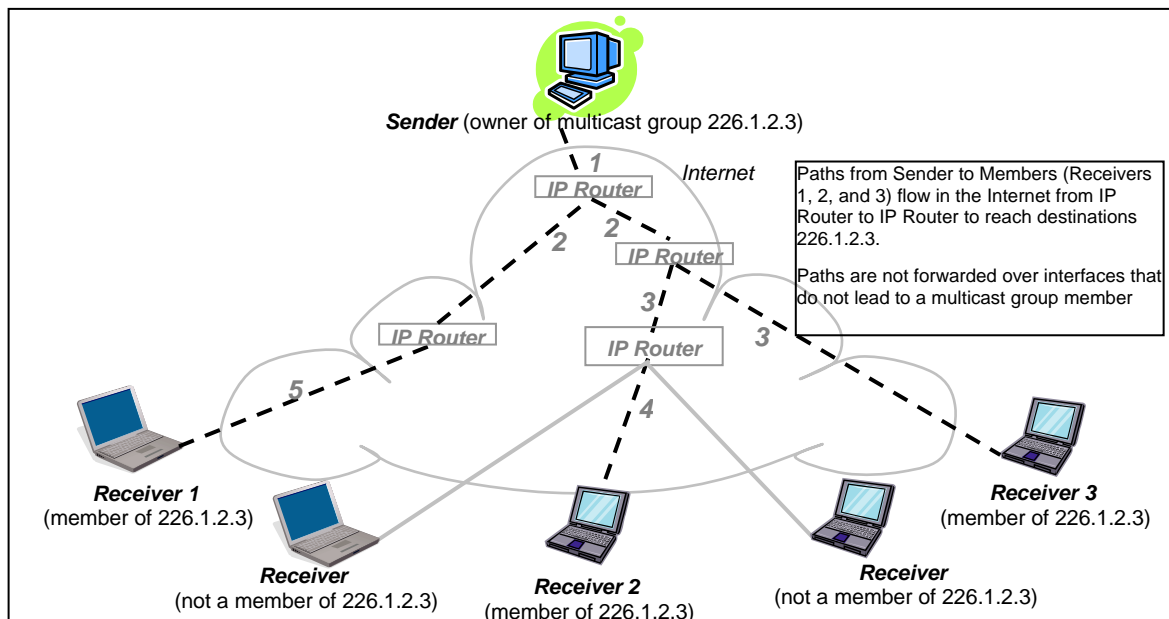 Sender (owner of multicast group 226.1.2.3)
1
Internet
IP Router
Paths from Sender to Members (Receivers
1, 2, and 3) flow in the Internet from IP
Router to IP Router to reach destinations
226.1.2.3.
Paths are not forwarded over interfaces that
do not lead to a multicast group member
2
2
IP Router
3
3
IP Router
IP Router
5
4
Receiver 1
(member of 226.1.2.3)
Receiver 3
(member of 226.1.2.3)
Receiver
(not a member of 226.1.2.3)
Receiver 2
(member of 226.1.2.3)
Receiver
(not a member of 226.1.2.3)